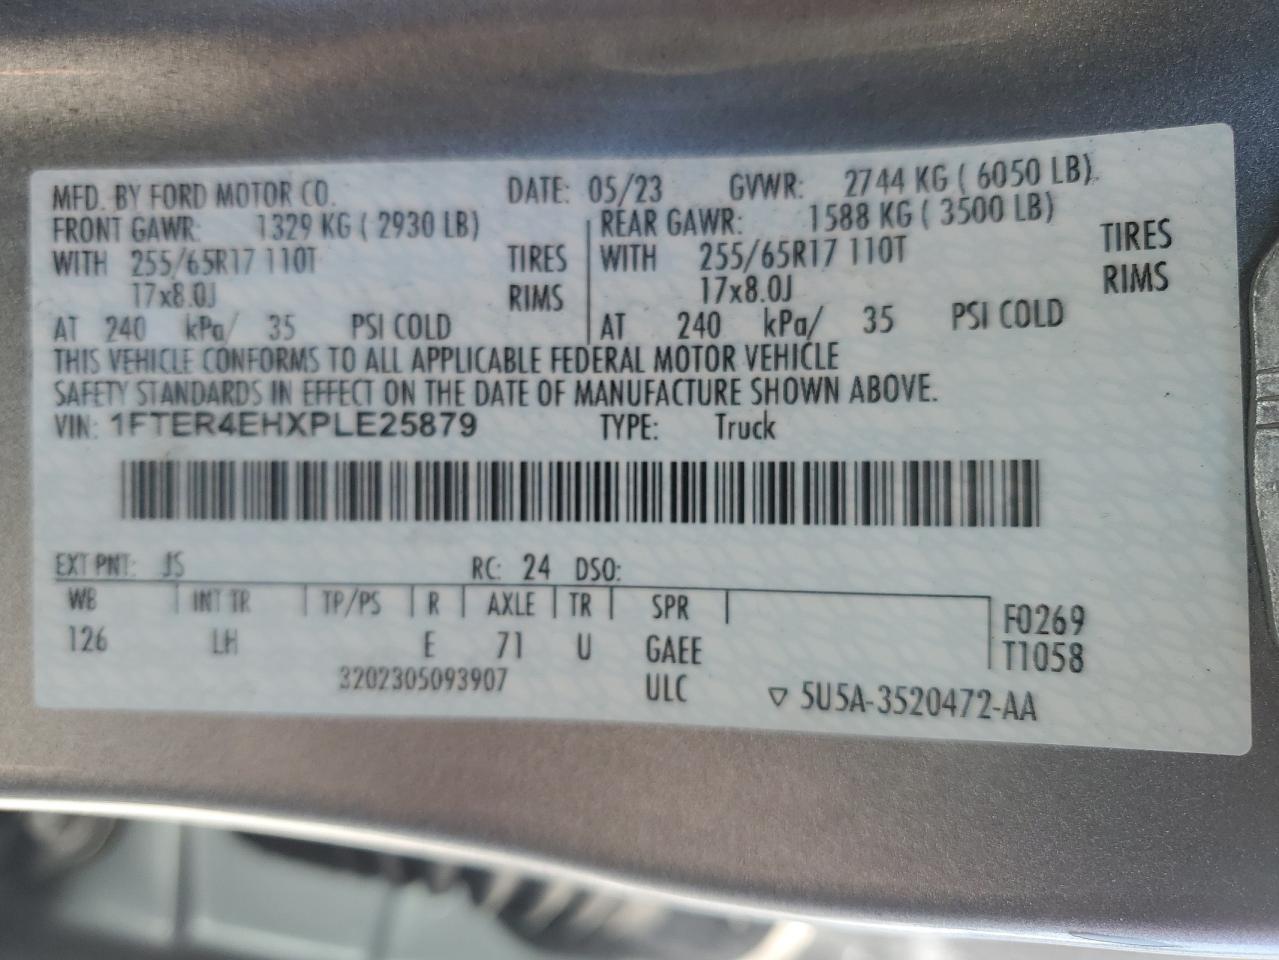 MFD. BY FORD MOTOR CO. DATE: 05/23 GVWR: 2744 KG ( 6050 LB)
FRONT GAWR: 1329 KG ( 2930 LB) REAR GAWR: 1588 KG ( 3500 LB)
WITH 255/65R17 110T TIRES WITH 255/65R17 110T TIRES
17x8.0J RIMS 17x8.0J RIMS
AT 240 kPa/ 35 PSI COLD AT 240 kPa/ 35 PSI COLD
THIS VEHICLE CONFORMS TO ALL APPLICABLE FEDERAL MOTOR VEHICLE
SAFETY STANDARDS IN EFFECT ON THE DATE OF MANUFACTURE SHOWN ABOVE.
VIN: 1FTER4EHXPLE25879 TYPE: Truck
EXT PNT: JS RC: 24 DSO:
WB INT TR TP/PS R AXLE TR SPR F0269
126 LH E 71 U GAEE T1058
3202305093907 ULC ▽ 5U5A-3520472-AA